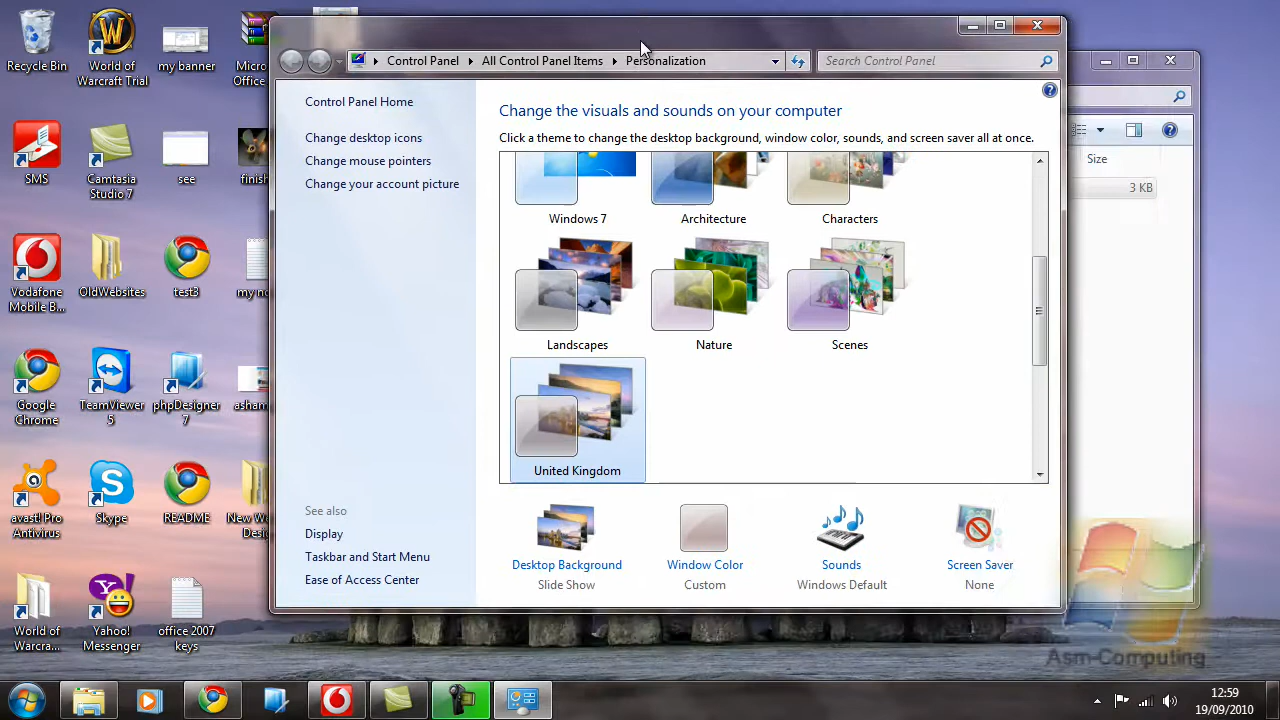 Recycle Bin
World of
Warcraft Trial
my banner
Micro
Office
SMS
Camtasia
Studio 7
see
finish
Vodafone
Mobile B...
OldWebsites
test3
my no
Google
Chrome
TeamViewer
5
phpDesigner
7
asham
avast! Pro
Antivirus
Skype
README
New W
Desi
World of
Warcra...
Yahoo!
Messenger
office 2007
keys
Control Panel
All Control Panel Items
Personalization
Search Control Panel
Control Panel Home
Change desktop icons
Change mouse pointers
Change your account picture
See also
Display
Taskbar and Start Menu
Ease of Access Center
Change the visuals and sounds on your computer
Click a theme to change the desktop background, window color, sounds, and screen saver all at once.
Windows 7
Architecture
Characters
Landscapes
Nature
Scenes
United Kingdom
Desktop Background
Slide Show
Window Color
Custom
Sounds
Windows Default
Screen Saver
None
Size
3 KB
Asm-Computing
12:59
19/09/2010